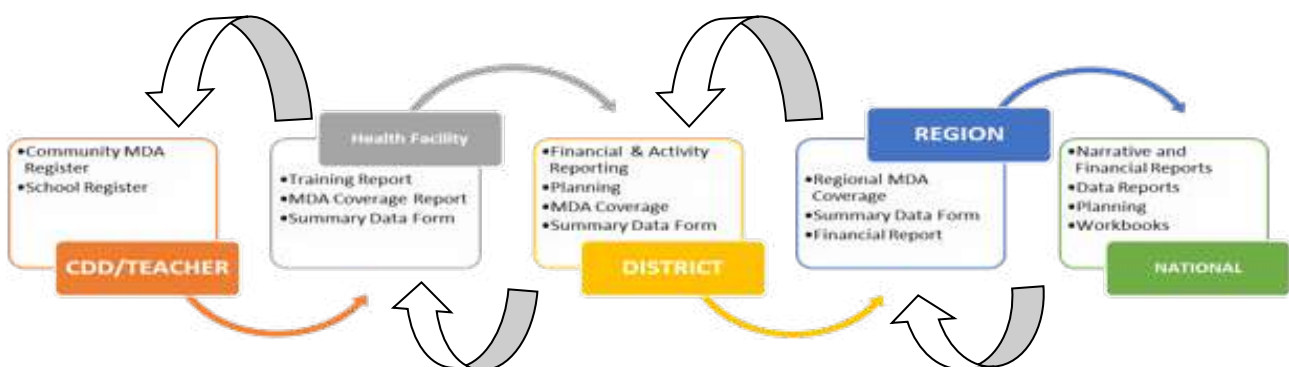 •Community MDA
Register
•School Register
CDD/TEACHER
Health Facility
•Training Report
•MDA Coverage Report
•Summary Data Form
•Financial & Activity
Reporting
•Planning
•MDA Coverage
•Summary Data Form
DISTRICT
REGION
•Regional MDA
Coverage
•Summary Data Form
•Financial Report
•Narrative and
Financial Reports
•Data Reports
•Planning
•Workbooks
NATIONAL